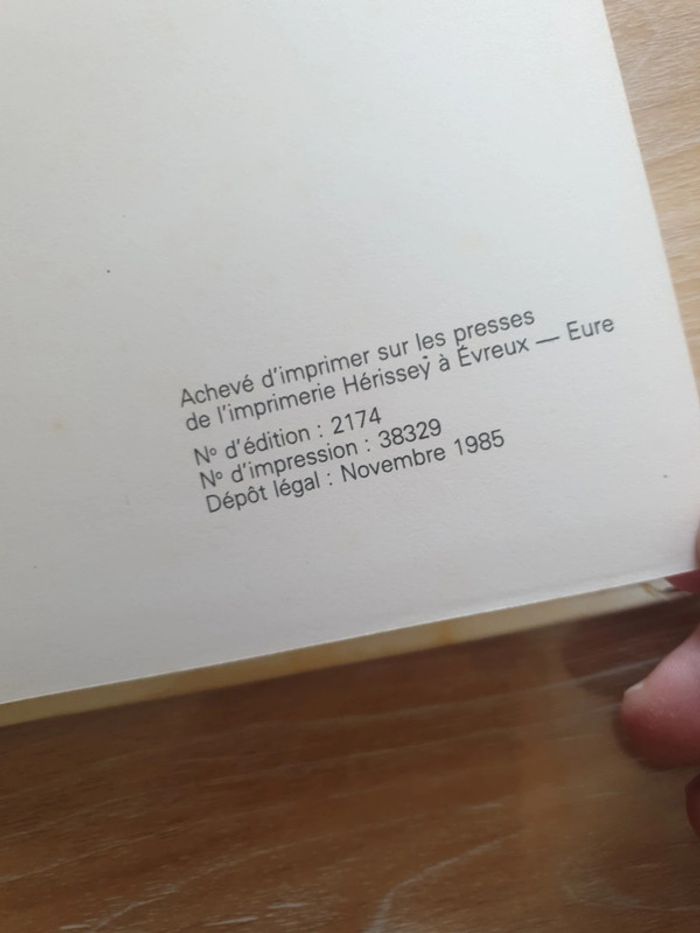 Achevé d'imprimer sur les presses
de l'imprimerie Hérissey à Évreux — Eure
Nº d'édition : 2174
Nº d'impression : 38329
Dépôt légal : Novembre 1985